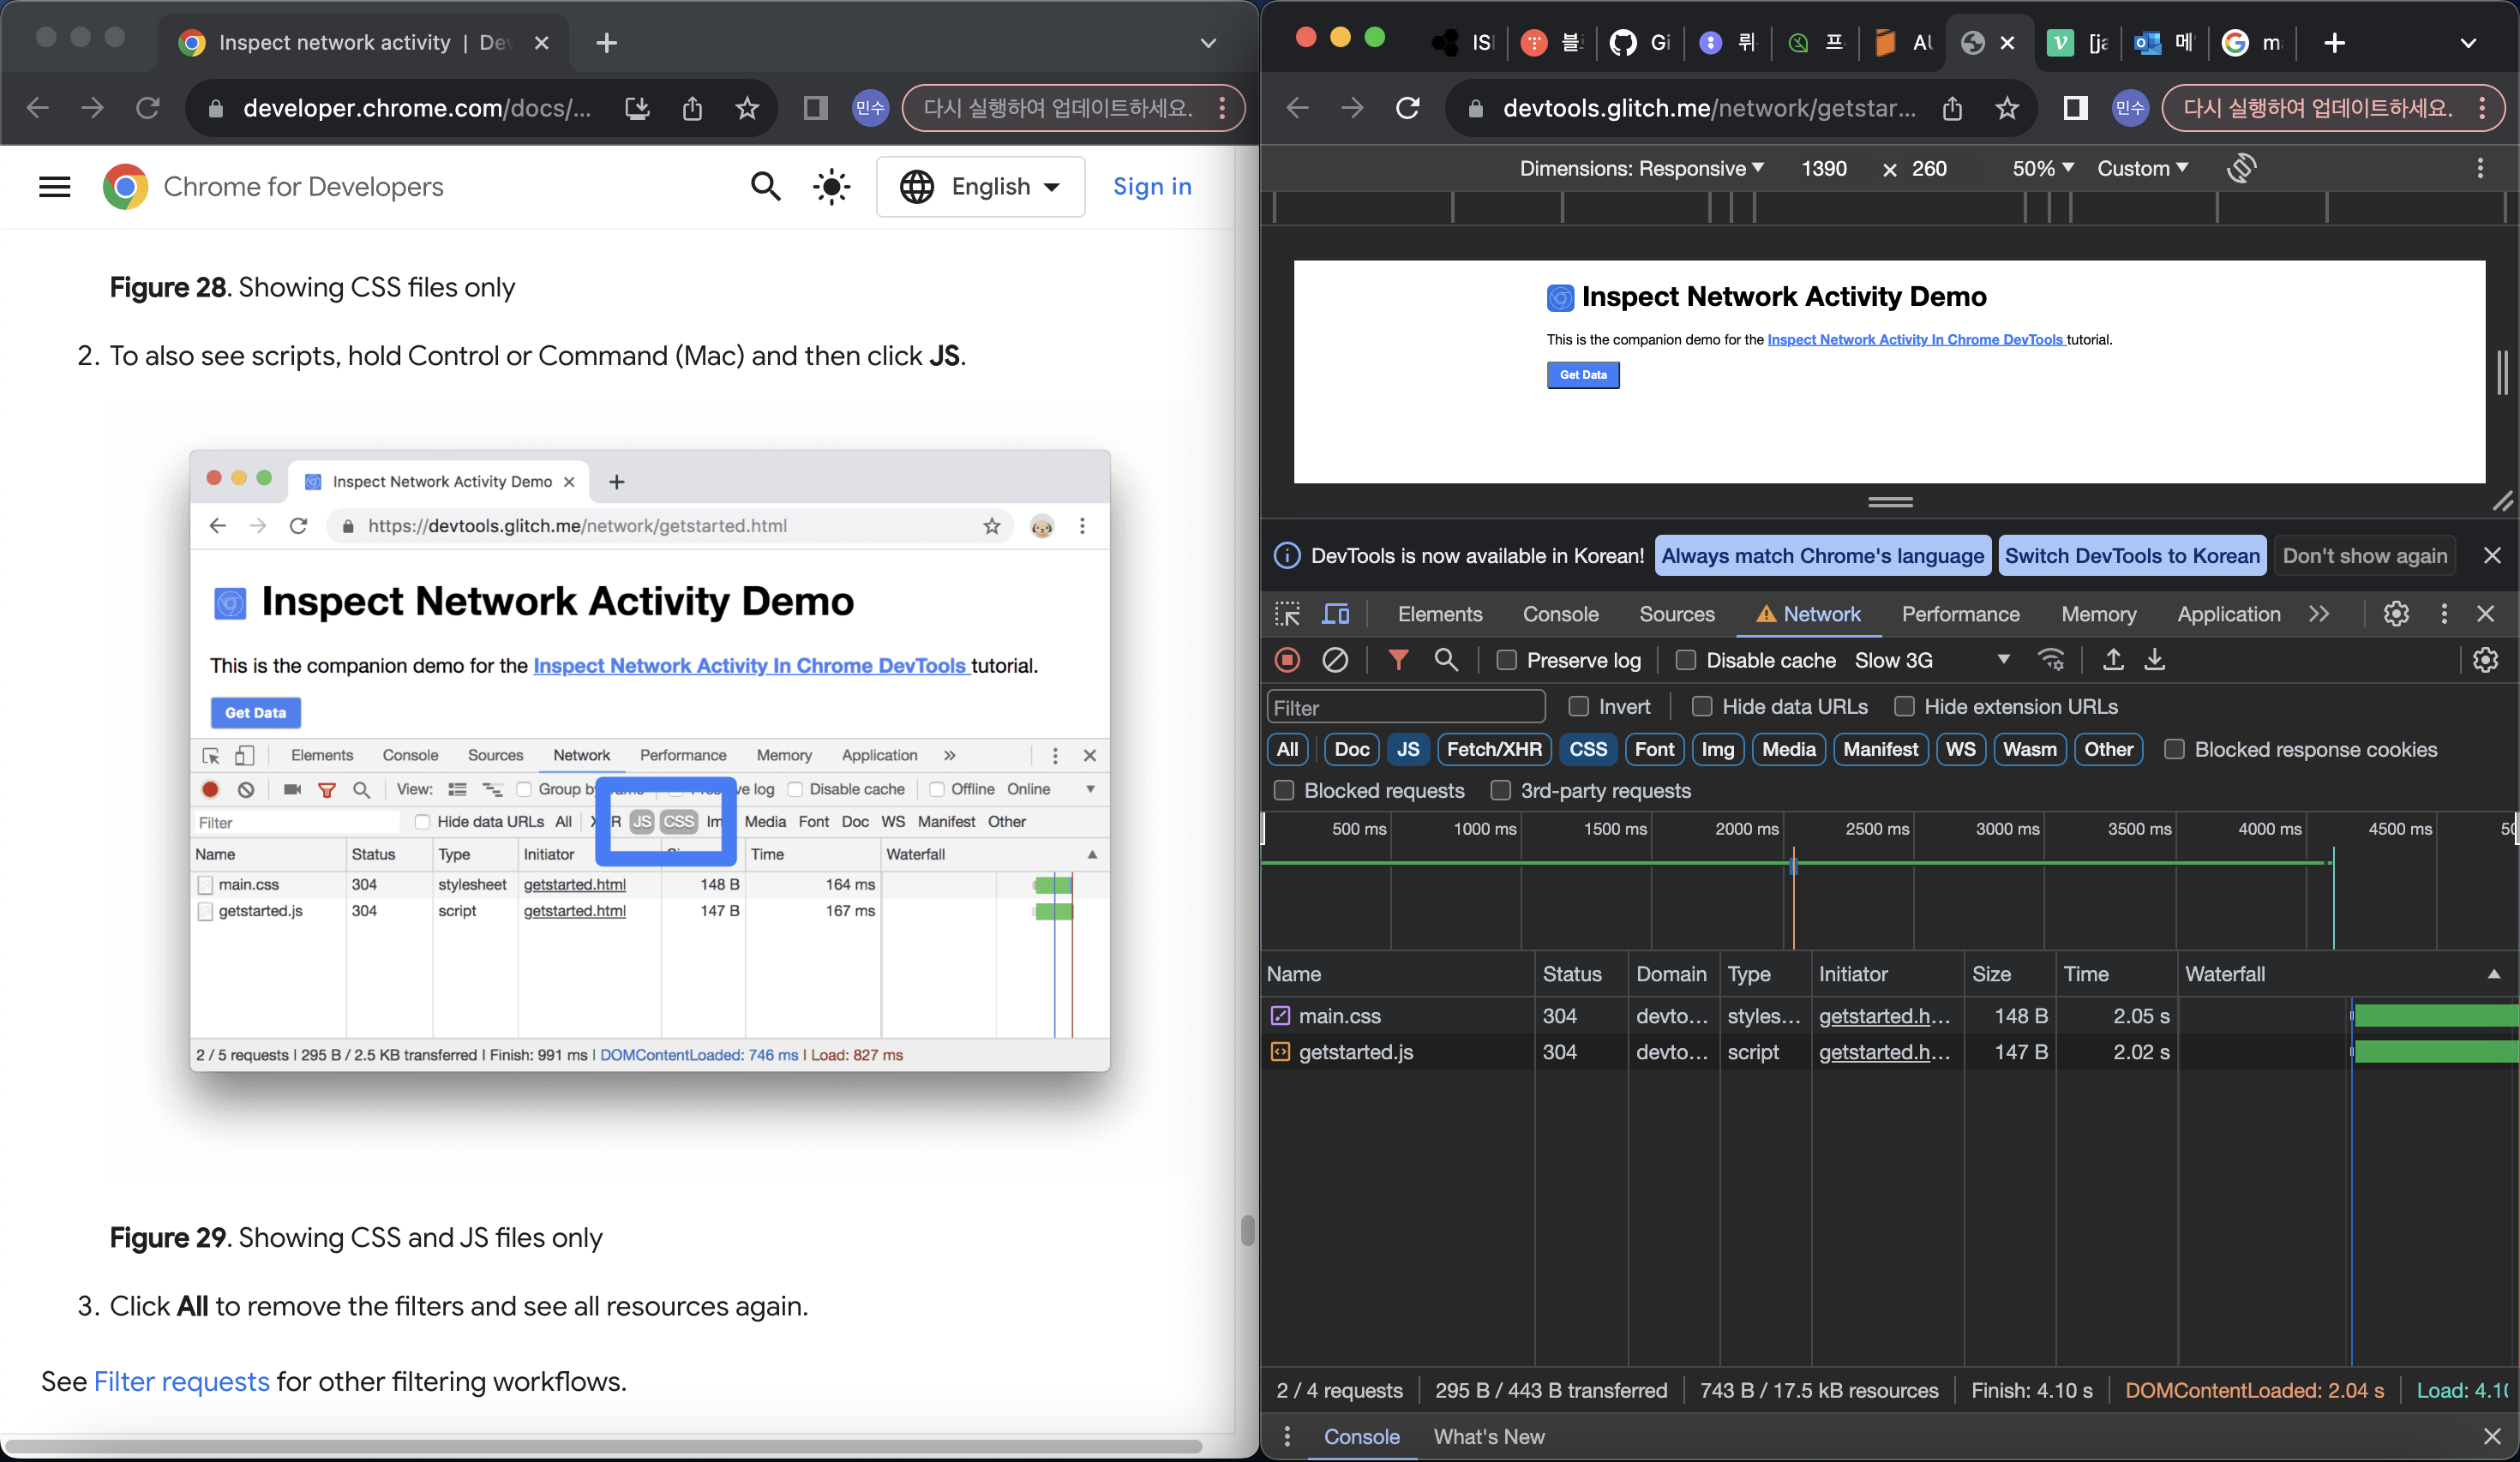 Inspect network activity | De
developer.chrome.com/docs/...
민수
다시 실행하여 업데이트하세요.
Chrome for Developers
English
Sign in
Figure 28. Showing CSS files only
2. To also see scripts, hold Control or Command (Mac) and then click JS.
Inspect Network Activity Demo
https://devtools.glitch.me/network/getstarted.html
Inspect Network Activity Demo
This is the companion demo for the Inspect Network Activity In Chrome DevTools tutorial.
Get Data
Elements Console Sources Network Performance Memory Application
View: Group by log Disable cache Offline Online
Filter Hide data URLs All JS CSS Media Font Doc WS Manifest Other
Name Status Type Initiator Time Waterfall
main.css 304 stylesheet getstarted.html 148 B 164 ms
getstarted.js 304 script getstarted.html 147 B 167 ms
2 / 5 requests | 295 B / 2.5 KB transferred | Finish: 991 ms | DOMContentLoaded: 746 ms | Load: 827 ms
Figure 29. Showing CSS and JS files only
3. Click All to remove the filters and see all resources again.
See Filter requests for other filtering workflows.
IS 블 Gi 뤼 프 [ja 메 m
devtools.glitch.me/network/getstar...
민수
다시 실행하여 업데이트하세요.
Dimensions: Responsive 1390 × 260 50% Custom
Inspect Network Activity Demo
This is the companion demo for the Inspect Network Activity In Chrome DevTools tutorial.
Get Data
DevTools is now available in Korean! Always match Chrome's language Switch DevTools to Korean Don't show again
Elements Console Sources Network Performance Memory Application
Preserve log Disable cache Slow 3G
Filter Invert Hide data URLs Hide extension URLs
All Doc JS Fetch/XHR CSS Font Img Media Manifest WS Wasm Other Blocked response cookies
Blocked requests 3rd-party requests
500 ms 1000 ms 1500 ms 2000 ms 2500 ms 3000 ms 3500 ms 4000 ms 4500 ms
Name Status Domain Type Initiator Size Time Waterfall
main.css 304 devto... styles... getstarted.h... 148 B 2.05 s
getstarted.js 304 devto... script getstarted.h... 147 B 2.02 s
2 / 4 requests 295 B / 443 B transferred 743 B / 17.5 kB resources Finish: 4.10 s DOMContentLoaded: 2.04 s Load: 4.10
Console What's New